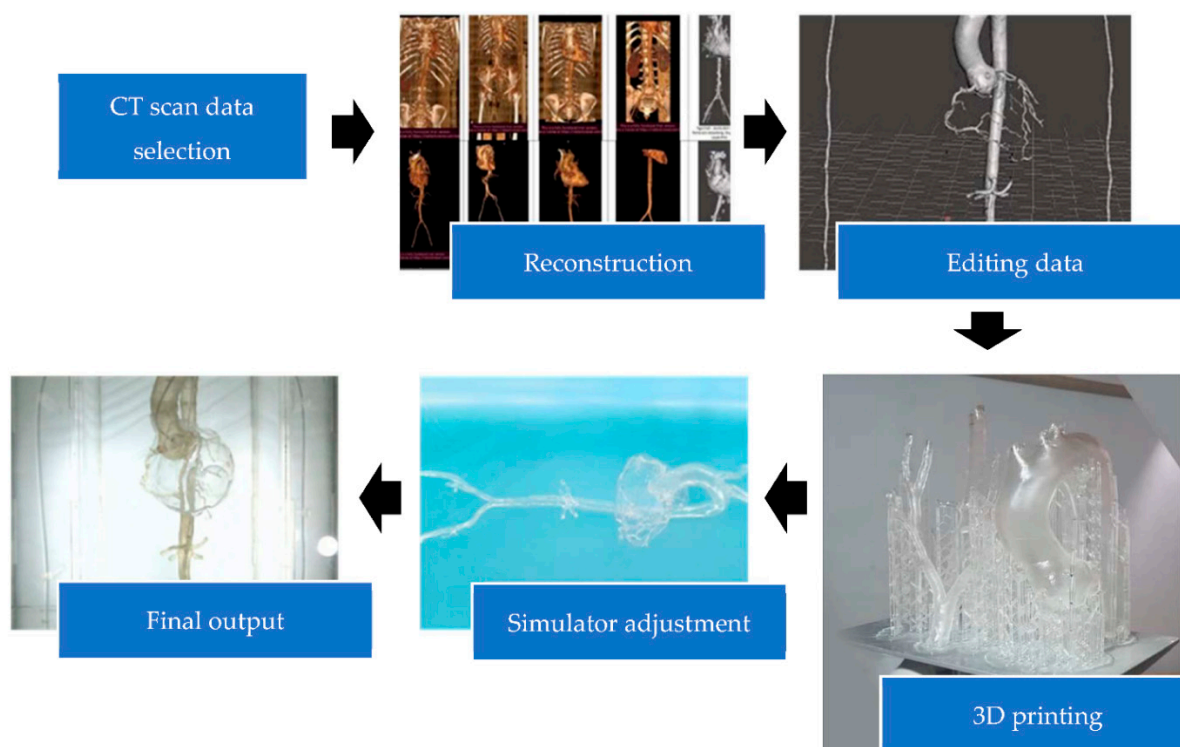 CT scan data
selection
Reconstruction
Editing data
Final output
Simulator adjustment
3D printing